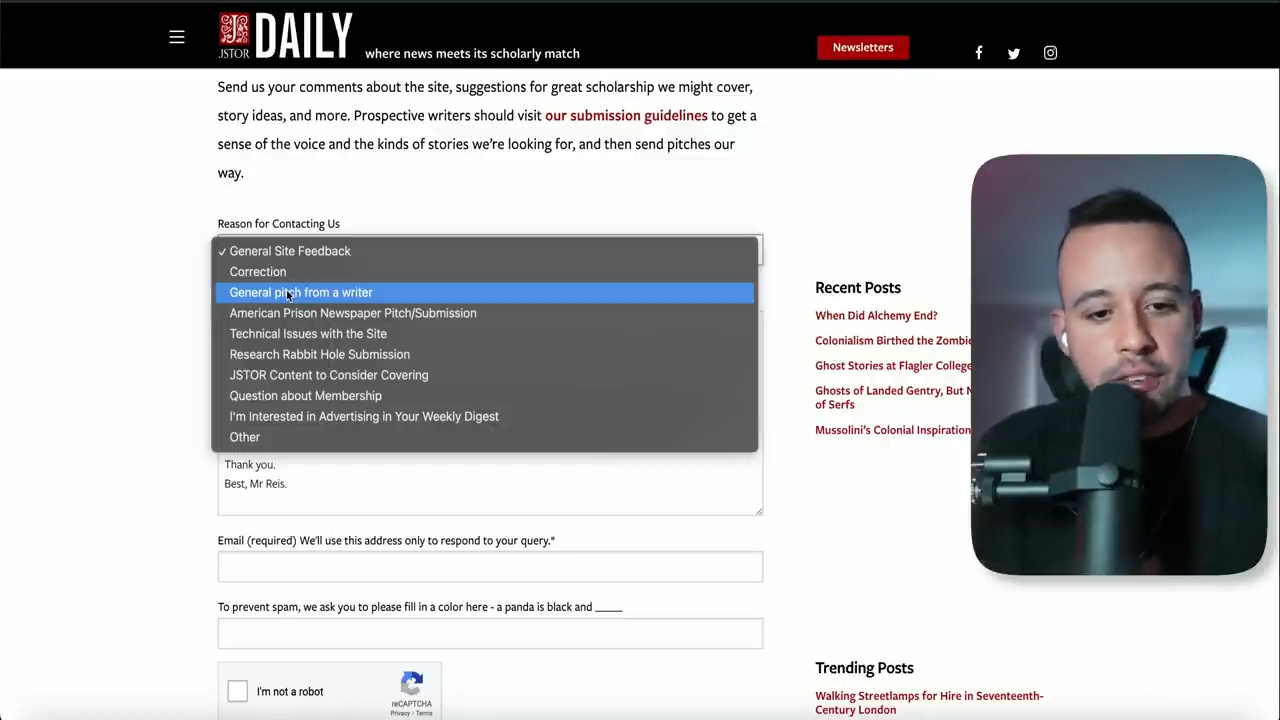 JSTOR
DAILY
where news meets its scholarly match
Newsletters
Send us your comments about the site, suggestions for great scholarship we might cover,
story ideas, and more. Prospective writers should visit our submission guidelines to get a
sense of the voice and the kinds of stories we're looking for, and then send pitches our
way.
Reason for Contacting Us
✓ General Site Feedback
Correction
General pitch from a writer
American Prison Newspaper Pitch/Submission
Technical Issues with the Site
Research Rabbit Hole Submission
JSTOR Content to Consider Covering
Question about Membership
I'm Interested in Advertising in Your Weekly Digest
Other
Thank you.
Best, Mr Reis.
Email (required) We'll use this address only to respond to your query.*
To prevent spam, we ask you to please fill in a color here - a panda is black and _____
I'm not a robot
reCAPTCHA
Privacy - Terms
Recent Posts
When Did Alchemy End?
Colonialism Birthed the Zombie
Ghost Stories at Flagler College
Ghosts of Landed Gentry, But N
of Serfs
Mussolini's Colonial Inspiration
Trending Posts
Walking Streetlamps for Hire in Seventeenth-
Century London